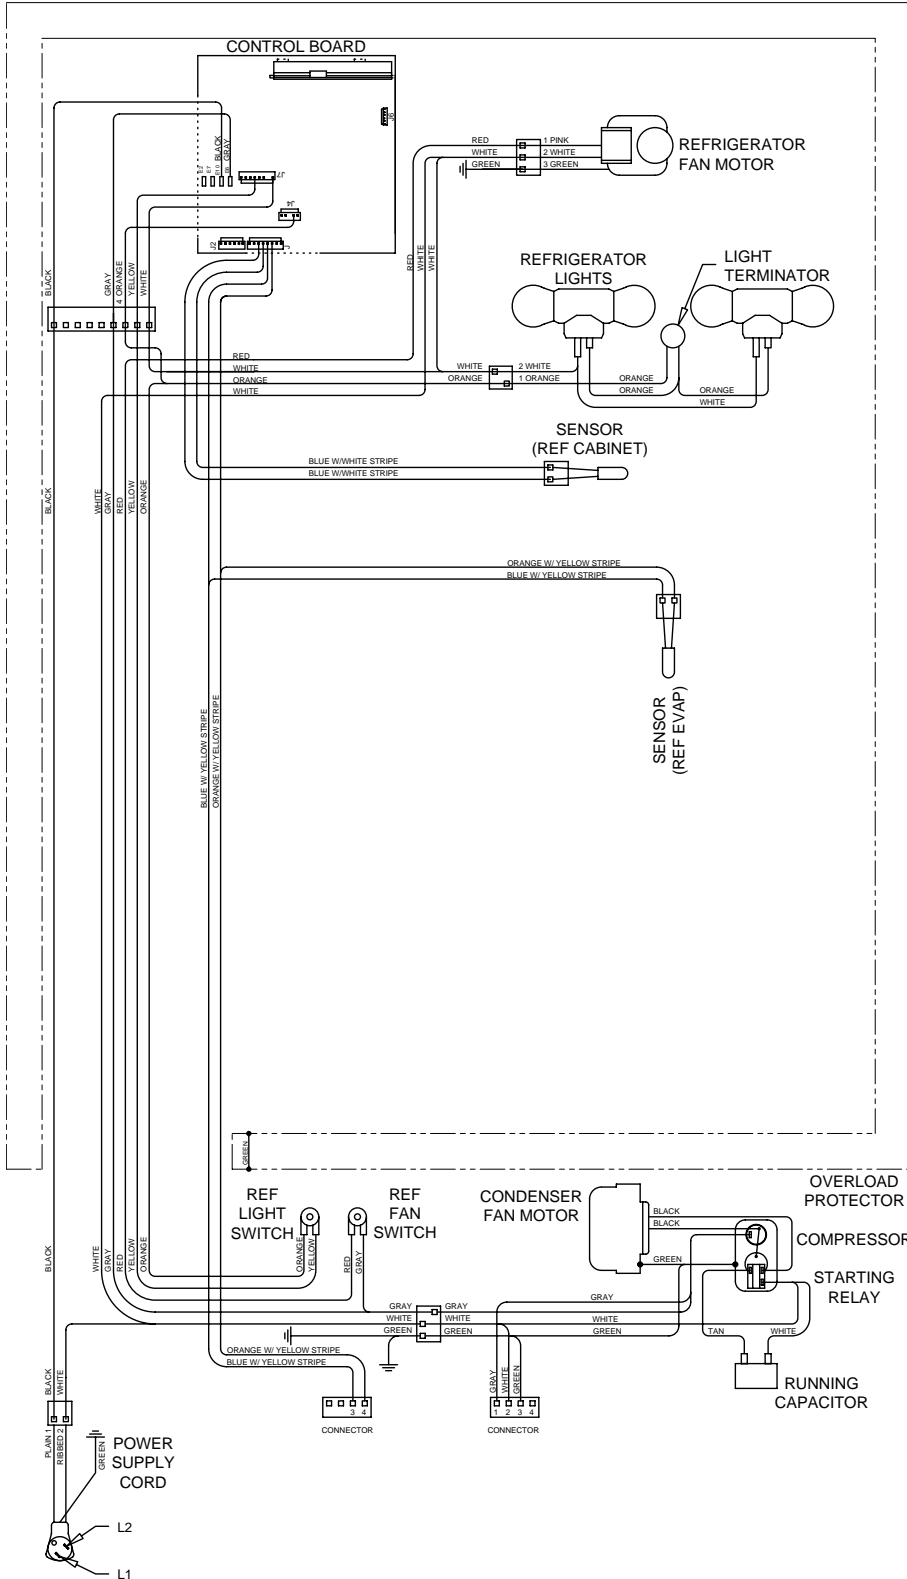 CONTROL BOARD
J6
BLACK
GRAY
E3
E7
E10
E6
J7
J4
J2
RED
WHITE
GREEN
1 PINK
2 WHITE
3 GREEN
REFRIGERATOR
FAN MOTOR
BLACK
GRAY
4 ORANGE
YELLOW
WHITE
RED
WHITE
WHITE
REFRIGERATOR
LIGHTS
LIGHT
TERMINATOR
RED
WHITE
ORANGE
WHITE
WHITE
ORANGE
2 WHITE
1 ORANGE
ORANGE
ORANGE
ORANGE
WHITE
SENSOR
(REF CABINET)
BLUE W/WHITE STRIPE
BLUE W/WHITE STRIPE
BLACK
WHITE
GRAY
RED
YELLOW
ORANGE
ORANGE W/ YELLOW STRIPE
BLUE W/ YELLOW STRIPE
SENSOR
(REF EVAP)
BLUE W/ YELLOW STRIPE
ORANGE W/ YELLOW STRIPE
GREEN
REF
LIGHT
SWITCH
REF
FAN
SWITCH
CONDENSER
FAN MOTOR
OVERLOAD
PROTECTOR
COMPRESSOR
STARTING
RELAY
BLACK
BLACK
GREEN
BLACK
WHITE
GRAY
RED
YELLOW
ORANGE
ORANGE
YELLOW
RED
GRAY
GRAY
WHITE
GREEN
GRAY
WHITE
GREEN
GRAY
WHITE
GREEN
TAN
WHITE
RUNNING
CAPACITOR
ORANGE W/ YELLOW STRIPE
BLUE W/ YELLOW STRIPE
3 4
CONNECTOR
GRAY
WHITE
GREEN
1 2 3 4
CONNECTOR
BLACK
WHITE
PLAIN 1
RIBBED 2
GREEN
POWER
SUPPLY
CORD
L2
L1